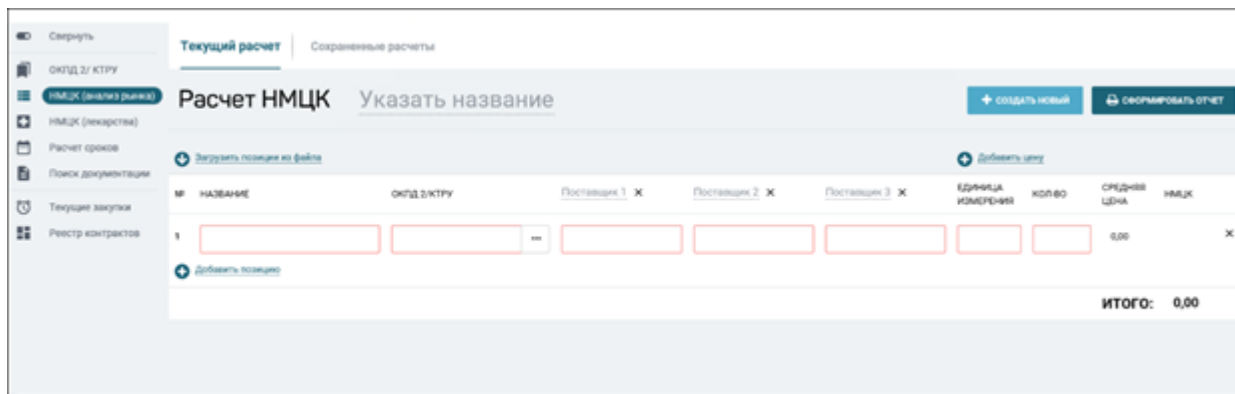 Свернуть
ОКПД 2/ КТРУ
НМЦК (анализ рынка)
НМЦК (лекарства)
Расчет сроков
Поиск документации
Текущие закупки
Реестр контрактов
Текущий расчет
Сохраненные расчеты
Расчет НМЦК Указать название
СОЗДАТЬ НОВЫЙ
СФОРМИРОВАТЬ ОТЧЕТ
Загрузить позиции из файла
Добавить цену
№ НАЗВАНИЕ ОКПД 2/КТРУ Поставщик 1 Поставщик 2 Поставщик 3 ЕДИНИЦА ИЗМЕРЕНИЯ КОЛ-ВО СРЕДНЯЯ ЦЕНА НМЦК
1 ... 0,00
Добавить позицию
ИТОГО: 0,00